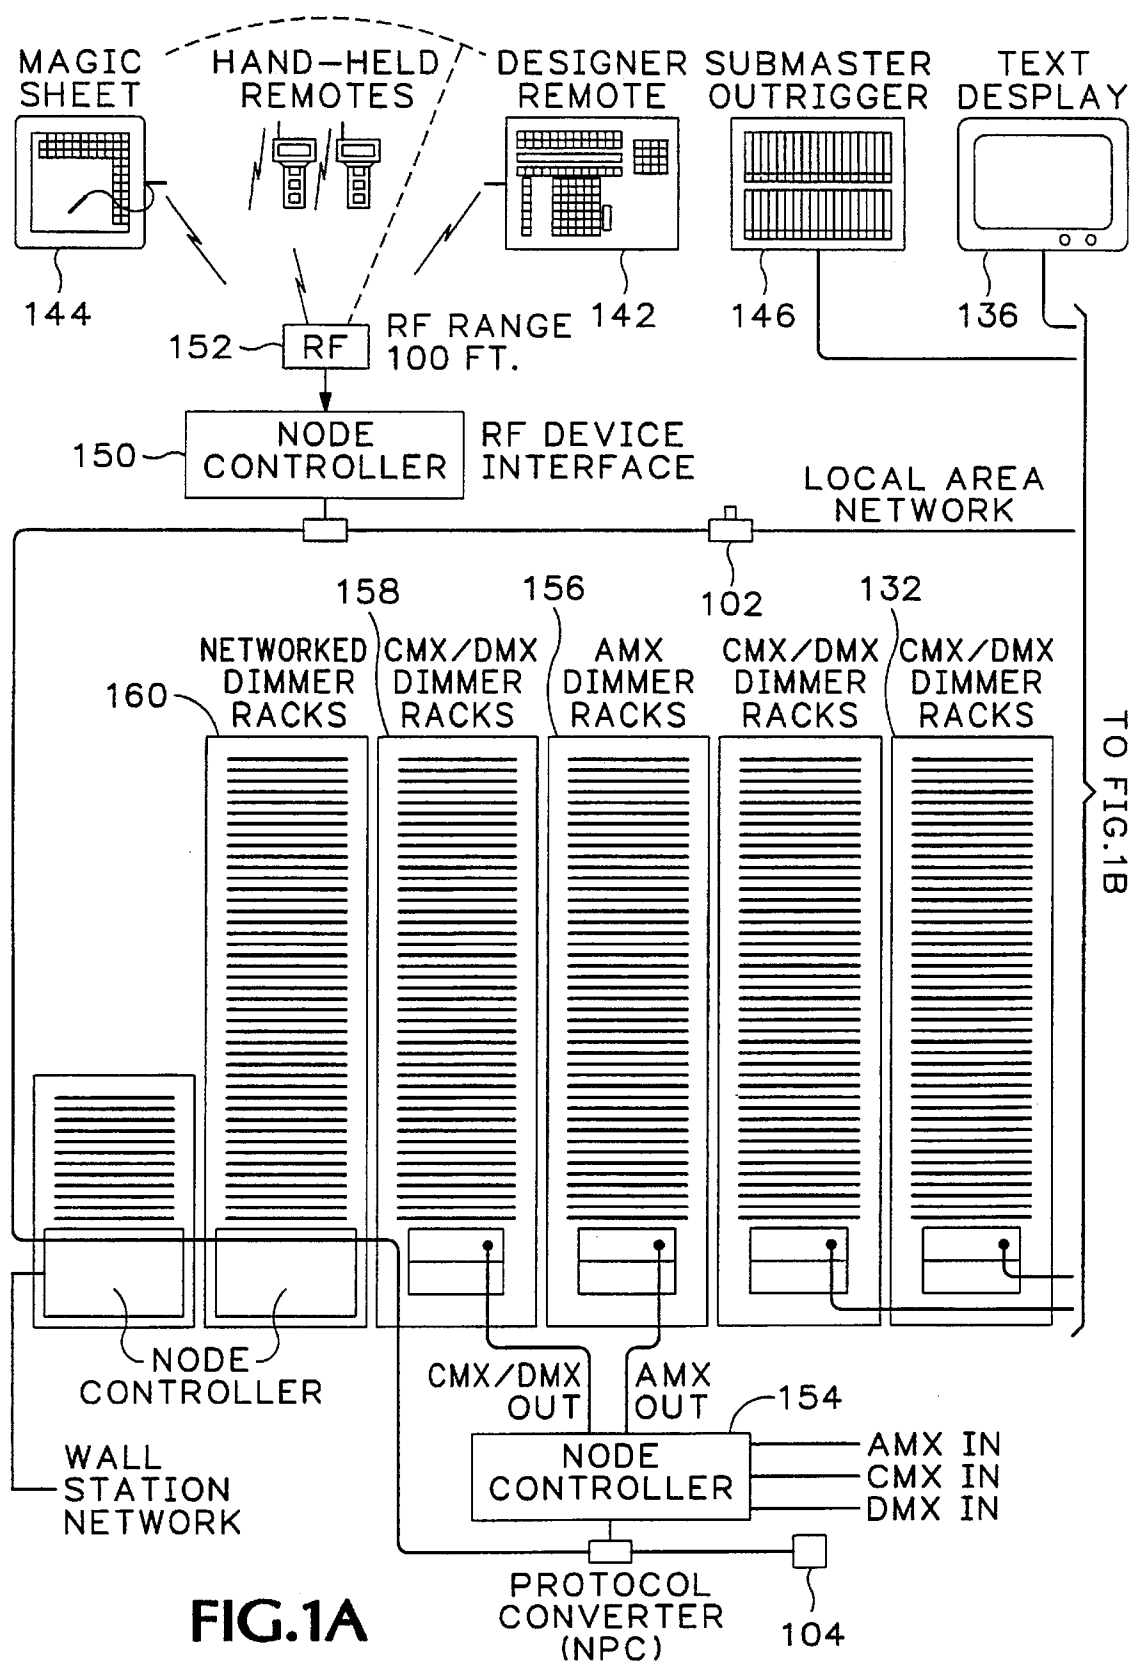 MAGIC
SHEET
HAND-HELD
REMOTES
DESIGNER
REMOTE
SUBMASTER
OUTRIGGER
TEXT
DESPLAY
144
142
146
136
152
RF
RF RANGE
100 FT.
150
NODE
CONTROLLER
RF DEVICE
INTERFACE
LOCAL AREA
NETWORK
102
158
156
132
160
NETWORKED
DIMMER
RACKS
CMX/DMX
DIMMER
RACKS
AMX
DIMMER
RACKS
CMX/DMX
DIMMER
RACKS
CMX/DMX
DIMMER
RACKS
TO FIG.1B
NODE
CONTROLLER
WALL
STATION
NETWORK
CMX/DMX
OUT
AMX
OUT
154
NODE
CONTROLLER
AMX IN
CMX IN
DMX IN
PROTOCOL
CONVERTER
(NPC)
104
FIG.1A